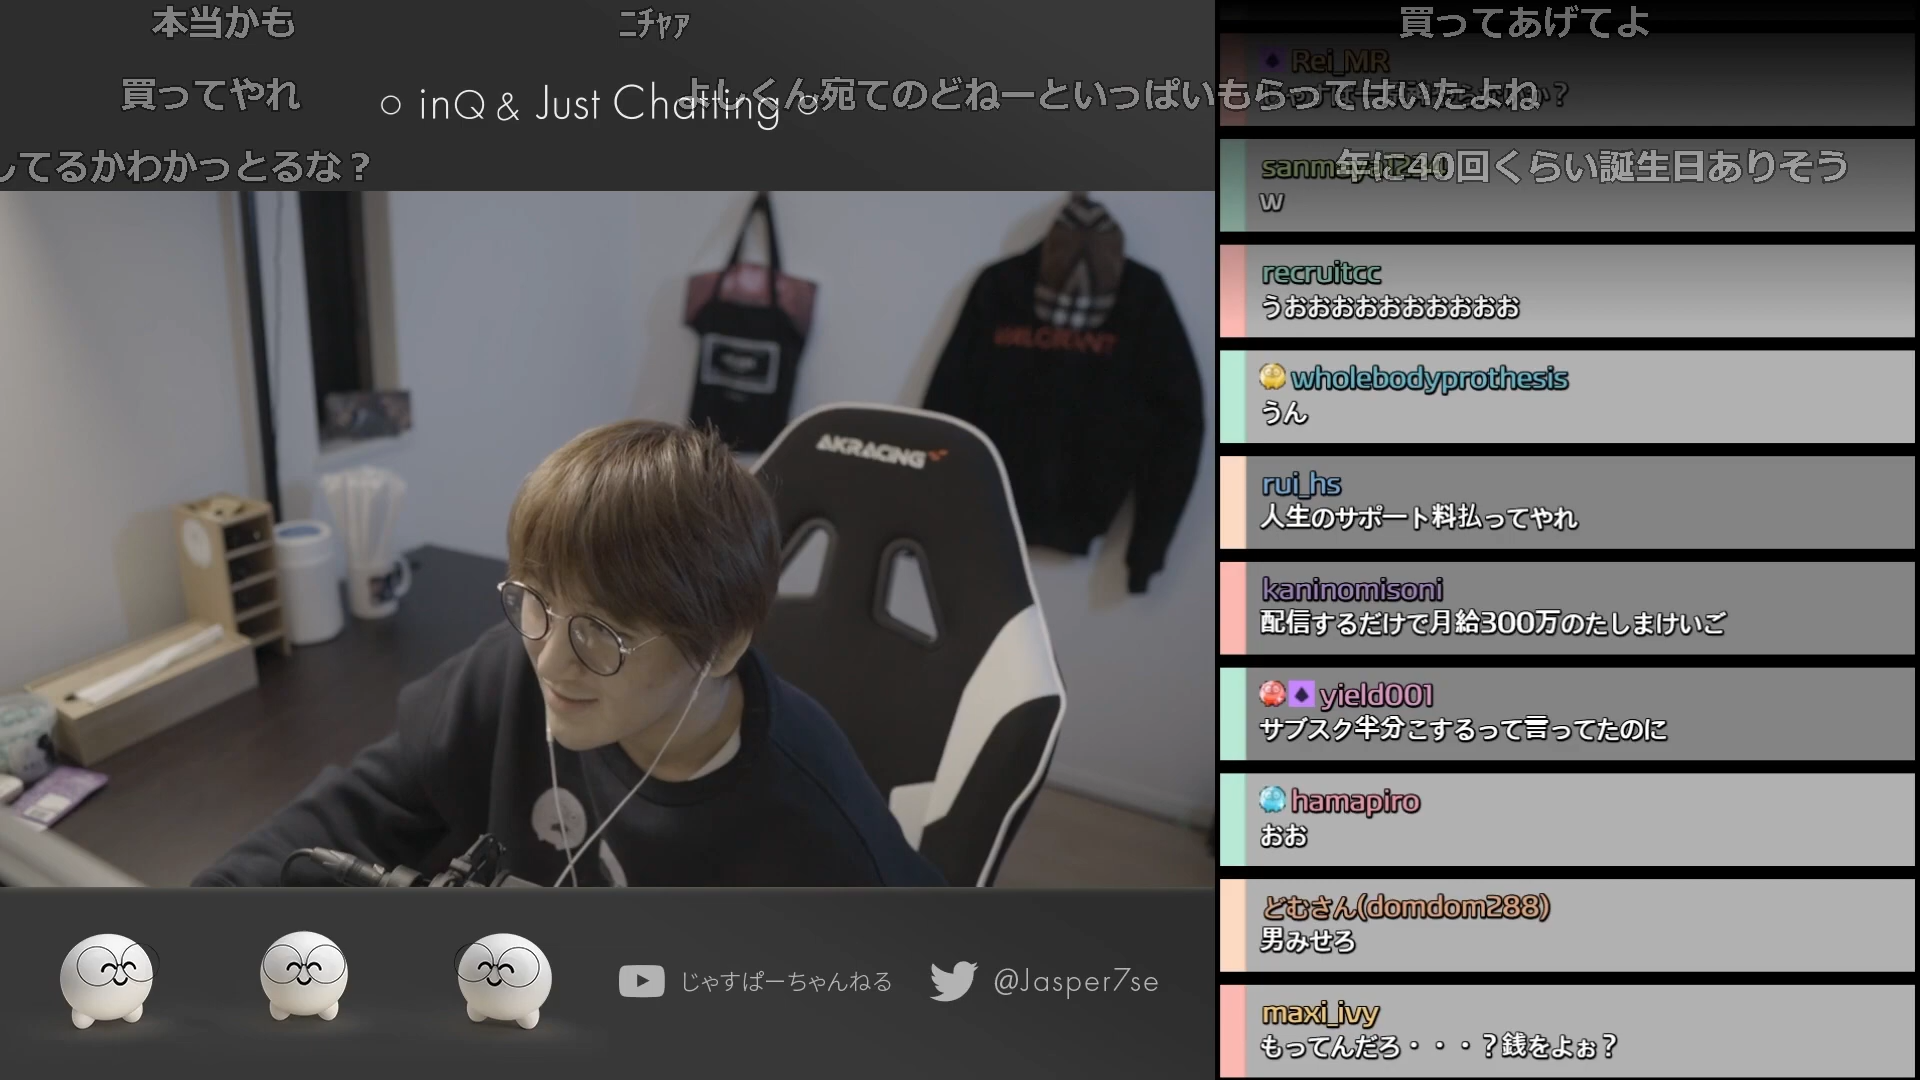 本当かも
ﾆﾁｬｧ
買ってあげてよ
買ってやれ
○ inQ & Just Chatting ○
よしくん宛てのどねーといっぱいもらってはいたよね
してるかわかっとるな？
年に40回くらい誕生日ありそう
Rei_MR
w
recruitcc
うおおおおおおおおおお
wholebodyprothesis
うん
rui_hs
人生のサポート料払ってやれ
kaninomisoni
配信するだけで月給300万のたしまけいご
yield001
サブスク半分こするって言ってたのに
hamapiro
おお
どむさん(domdom288)
男みせろ
maxi_ivy
もってんだろ・・・？銭をよぉ？
VALORANT
AKRACING
じゃすぱーちゃんねる
@Jasper7se